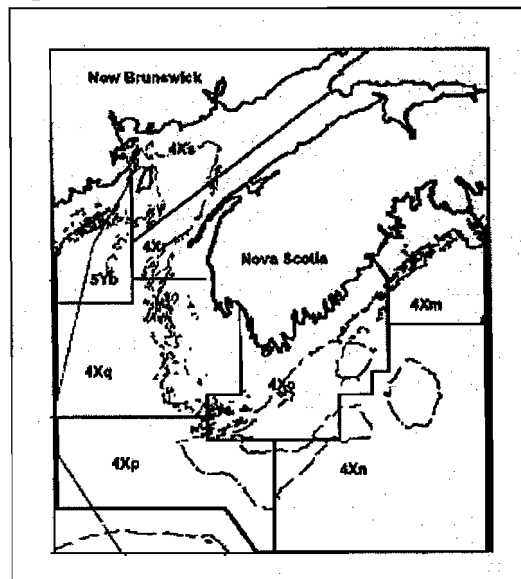 New Brunswick
4Xs
4Xr
Nova Scotia
5Yb
4Xm
4Xq
4Xo
4Xp
4Xn